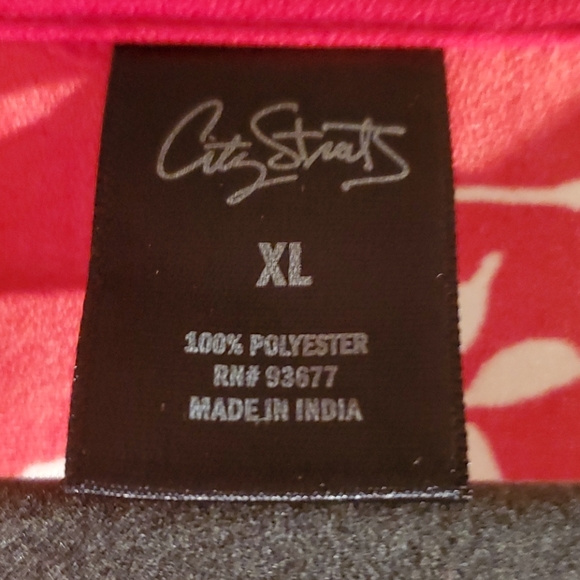 City Streets
XL
100% POLYESTER
RN# 93677
MADE IN INDIA